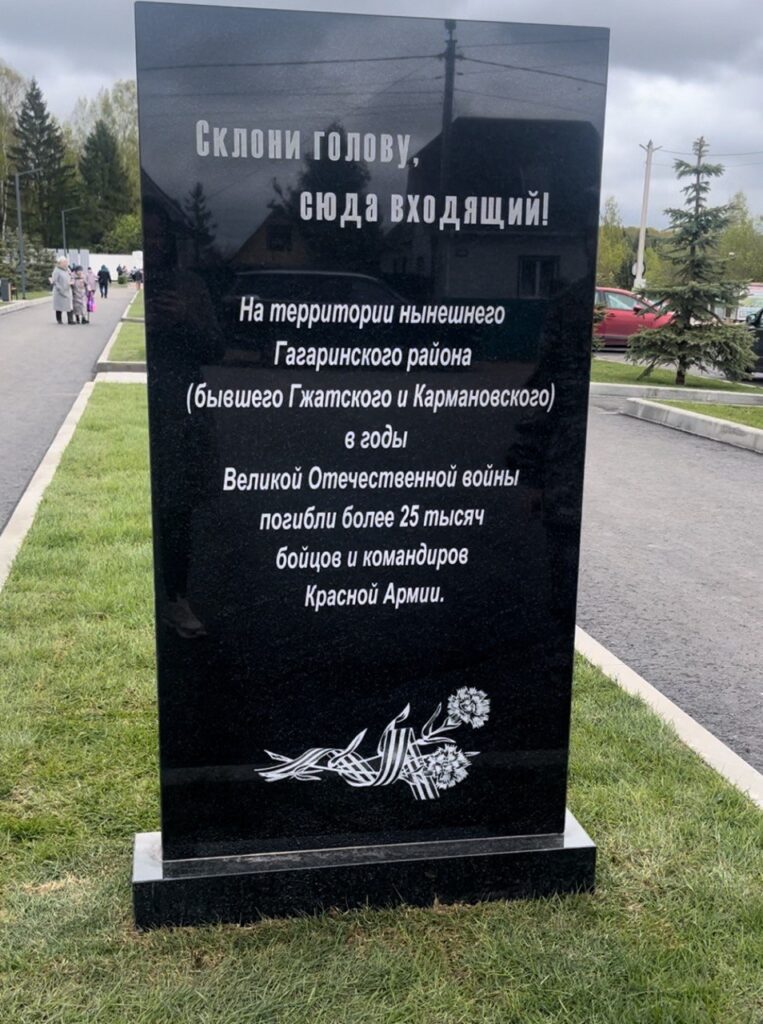 Склони голову,
сюда входящий!
На территории нынешнего
Гагаринского района
(бывшего Гжатского и Кармановского)
в годы
Великой Отечественной войны
погибли более 25 тысяч
бойцов и командиров
Красной Армии.